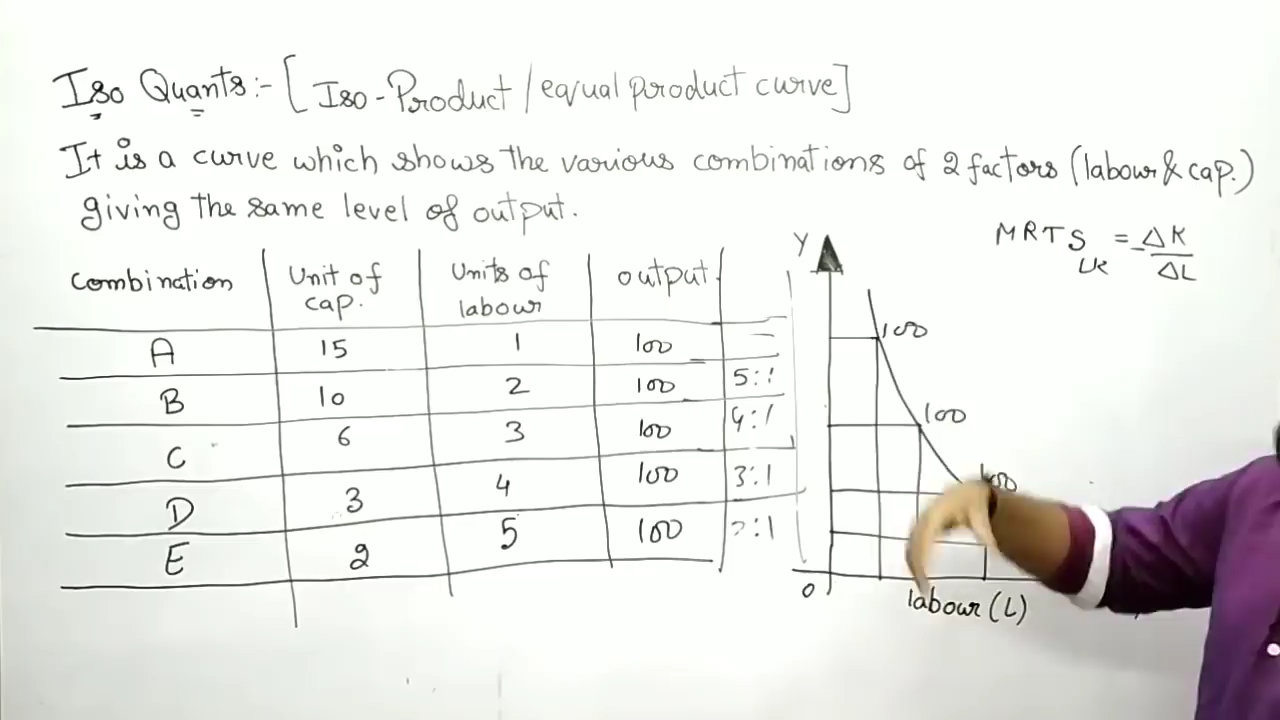 Iso Quants:- [Iso-Product / equal product curve]
It is a curve which shows the various combinations of 2 factors (labour & cap.)
giving the same level of output.
MRTS LK = -ΔK/ΔL
Combination Unit of cap. Units of labour output
A 15 1 100 —
B 10 2 100 5:1
C 6 3 100 4:1
D 3 4 100 3:1
E 2 5 100 :1
Y
100
100
100
O
labour (L)